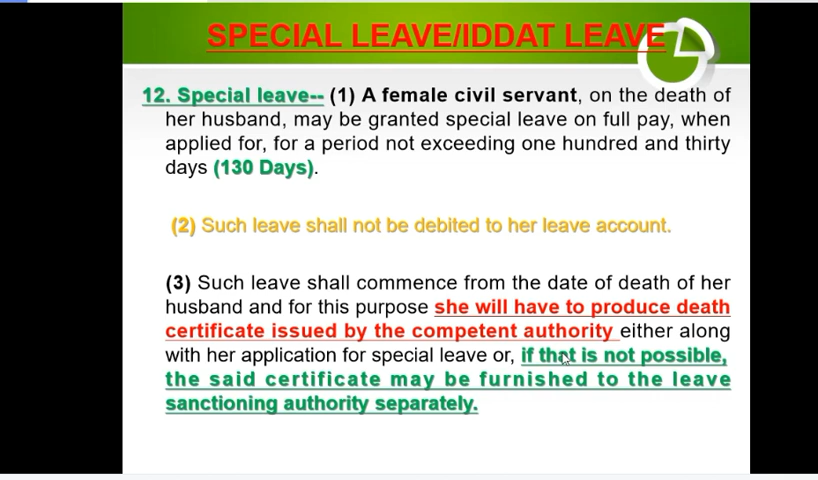 SPECIAL LEAVE/IDDAT LEAVE
12. Special leave-- (1) A female civil servant, on the death of
her husband, may be granted special leave on full pay, when
applied for, for a period not exceeding one hundred and thirty
days (130 Days).
(2) Such leave shall not be debited to her leave account.
(3) Such leave shall commence from the date of death of her
husband and for this purpose she will have to produce death
certificate issued by the competent authority either along
with her application for special leave or, if that is not possible,
the said certificate may be furnished to the leave
sanctioning authority separately.